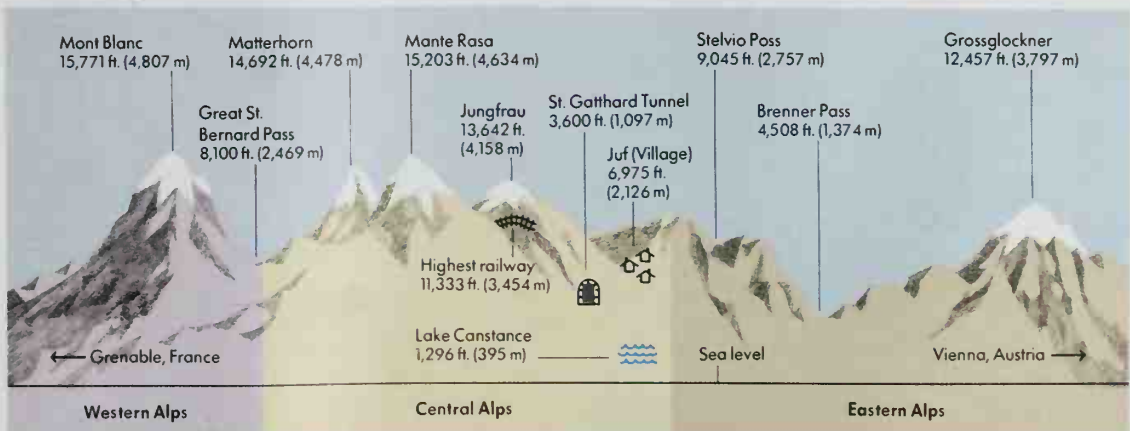 Mont Blanc
15,771 ft. (4,807 m)
Matterhorn
14,692 ft. (4,478 m)
Mante Rasa
15,203 ft. (4,634 m)
Stelvio Poss
9,045 ft. (2,757 m)
Grossglockner
12,457 ft. (3,797 m)
Great St.
Bernard Pass
8,100 ft. (2,469 m)
Jungfrau
13,642 ft.
(4,158 m)
St. Gatthard Tunnel
3,600 ft. (1,097 m)
Juf (Village)
6,975 ft.
(2,126 m)
Brenner Pass
4,508 ft. (1,374 m)
Highest railway
11,333 ft. (3,454 m)
Lake Canstance
1,296 ft. (395 m)
Grenable, France
Sea level
Vienna, Austria
Western Alps
Central Alps
Eastern Alps